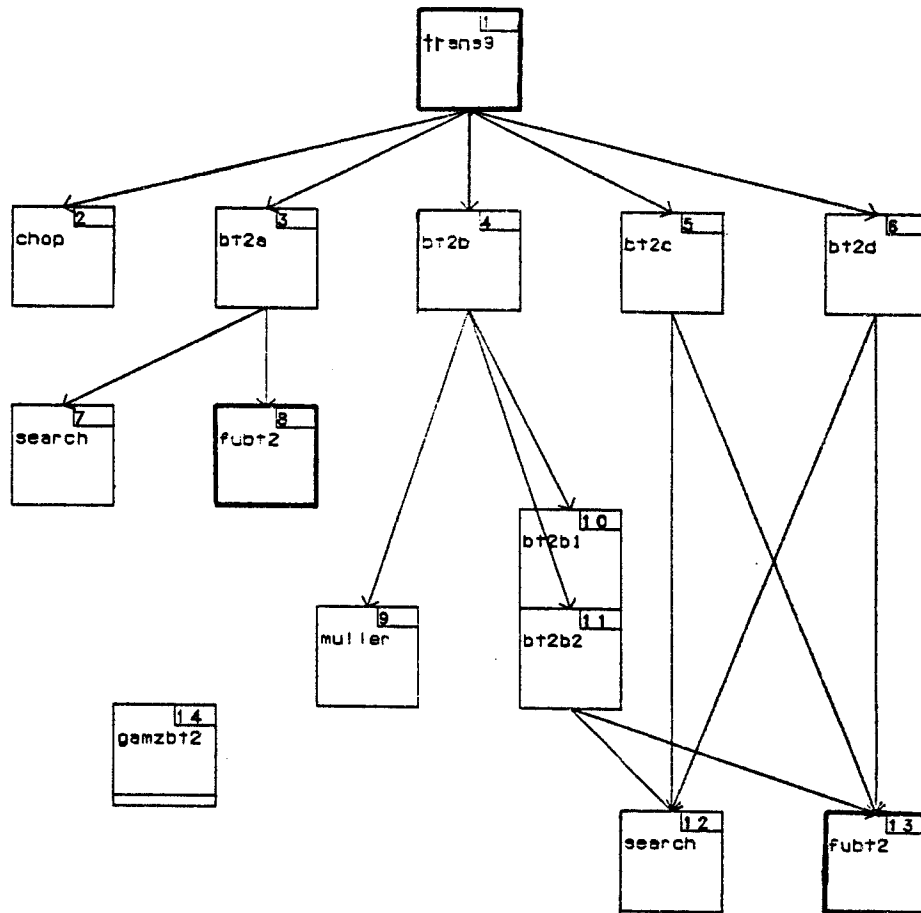 1
trans9
2
chop
3
bt2a
4
bt2b
5
bt2c
6
bt2d
7
search
8
fubt2
10
bt2b1
9
muller
11
bt2b2
14
gamzbt2
12
search
13
fubt2